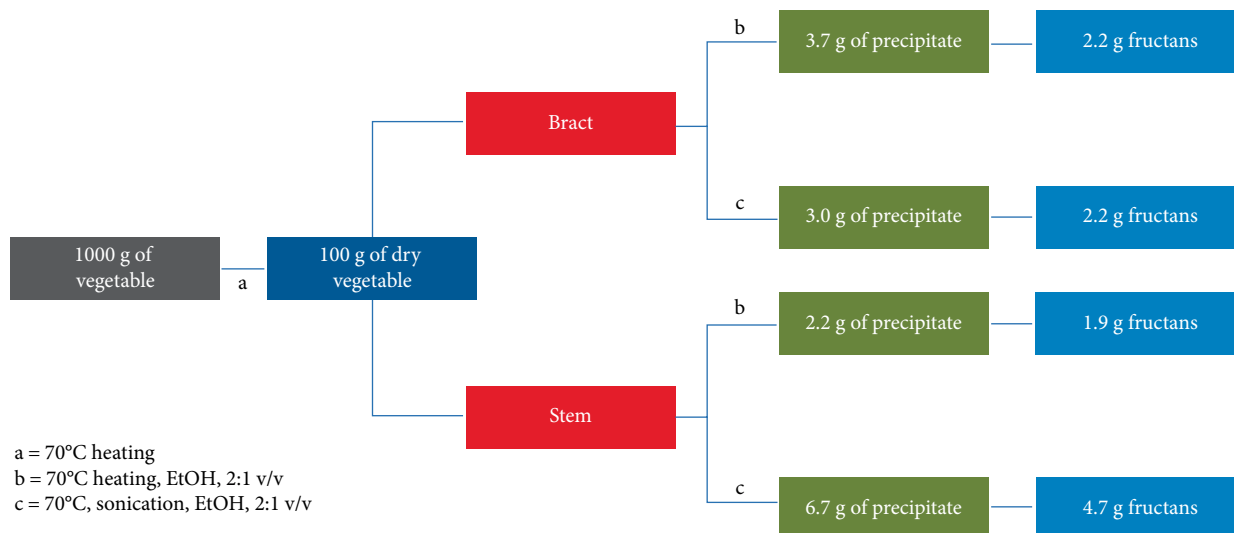 b
3.7 g of precipitate
2.2 g fructans
Bract
c
3.0 g of precipitate
2.2 g fructans
1000 g of
vegetable
a
100 g of dry
vegetable
b
2.2 g of precipitate
1.9 g fructans
Stem
c
6.7 g of precipitate
4.7 g fructans
a = 70°C heating
b = 70°C heating, EtOH, 2:1 v/v
c = 70°C, sonication, EtOH, 2:1 v/v